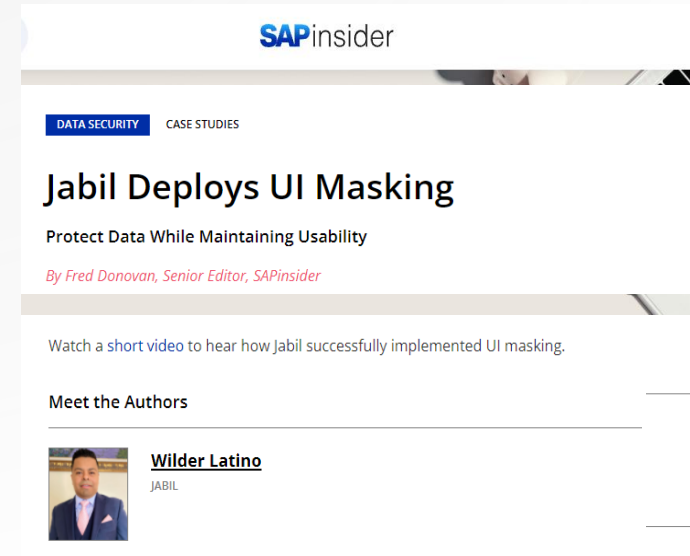 SAPinsider
DATA SECURITY CASE STUDIES
Jabil Deploys UI Masking
Protect Data While Maintaining Usability
By Fred Donovan, Senior Editor, SAPinsider
Watch a short video to hear how Jabil successfully implemented UI masking.
Meet the Authors
Wilder Latino
JABIL